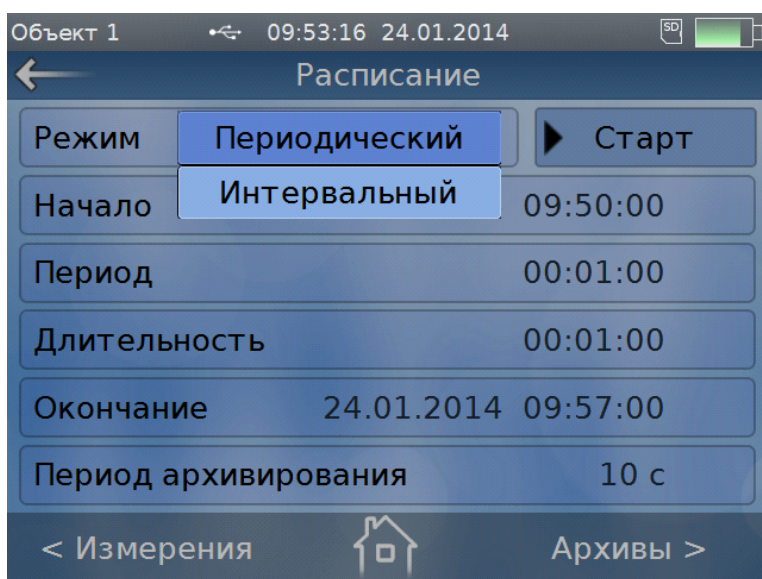 Объект 1 09:53:16 24.01.2014 SD
Расписание
Режим Периодический Старт
Интервальный
Начало 09:50:00
Период 00:01:00
Длительность 00:01:00
Окончание 24.01.2014 09:57:00
Период архивирования 10 с
< Измерения Архивы >